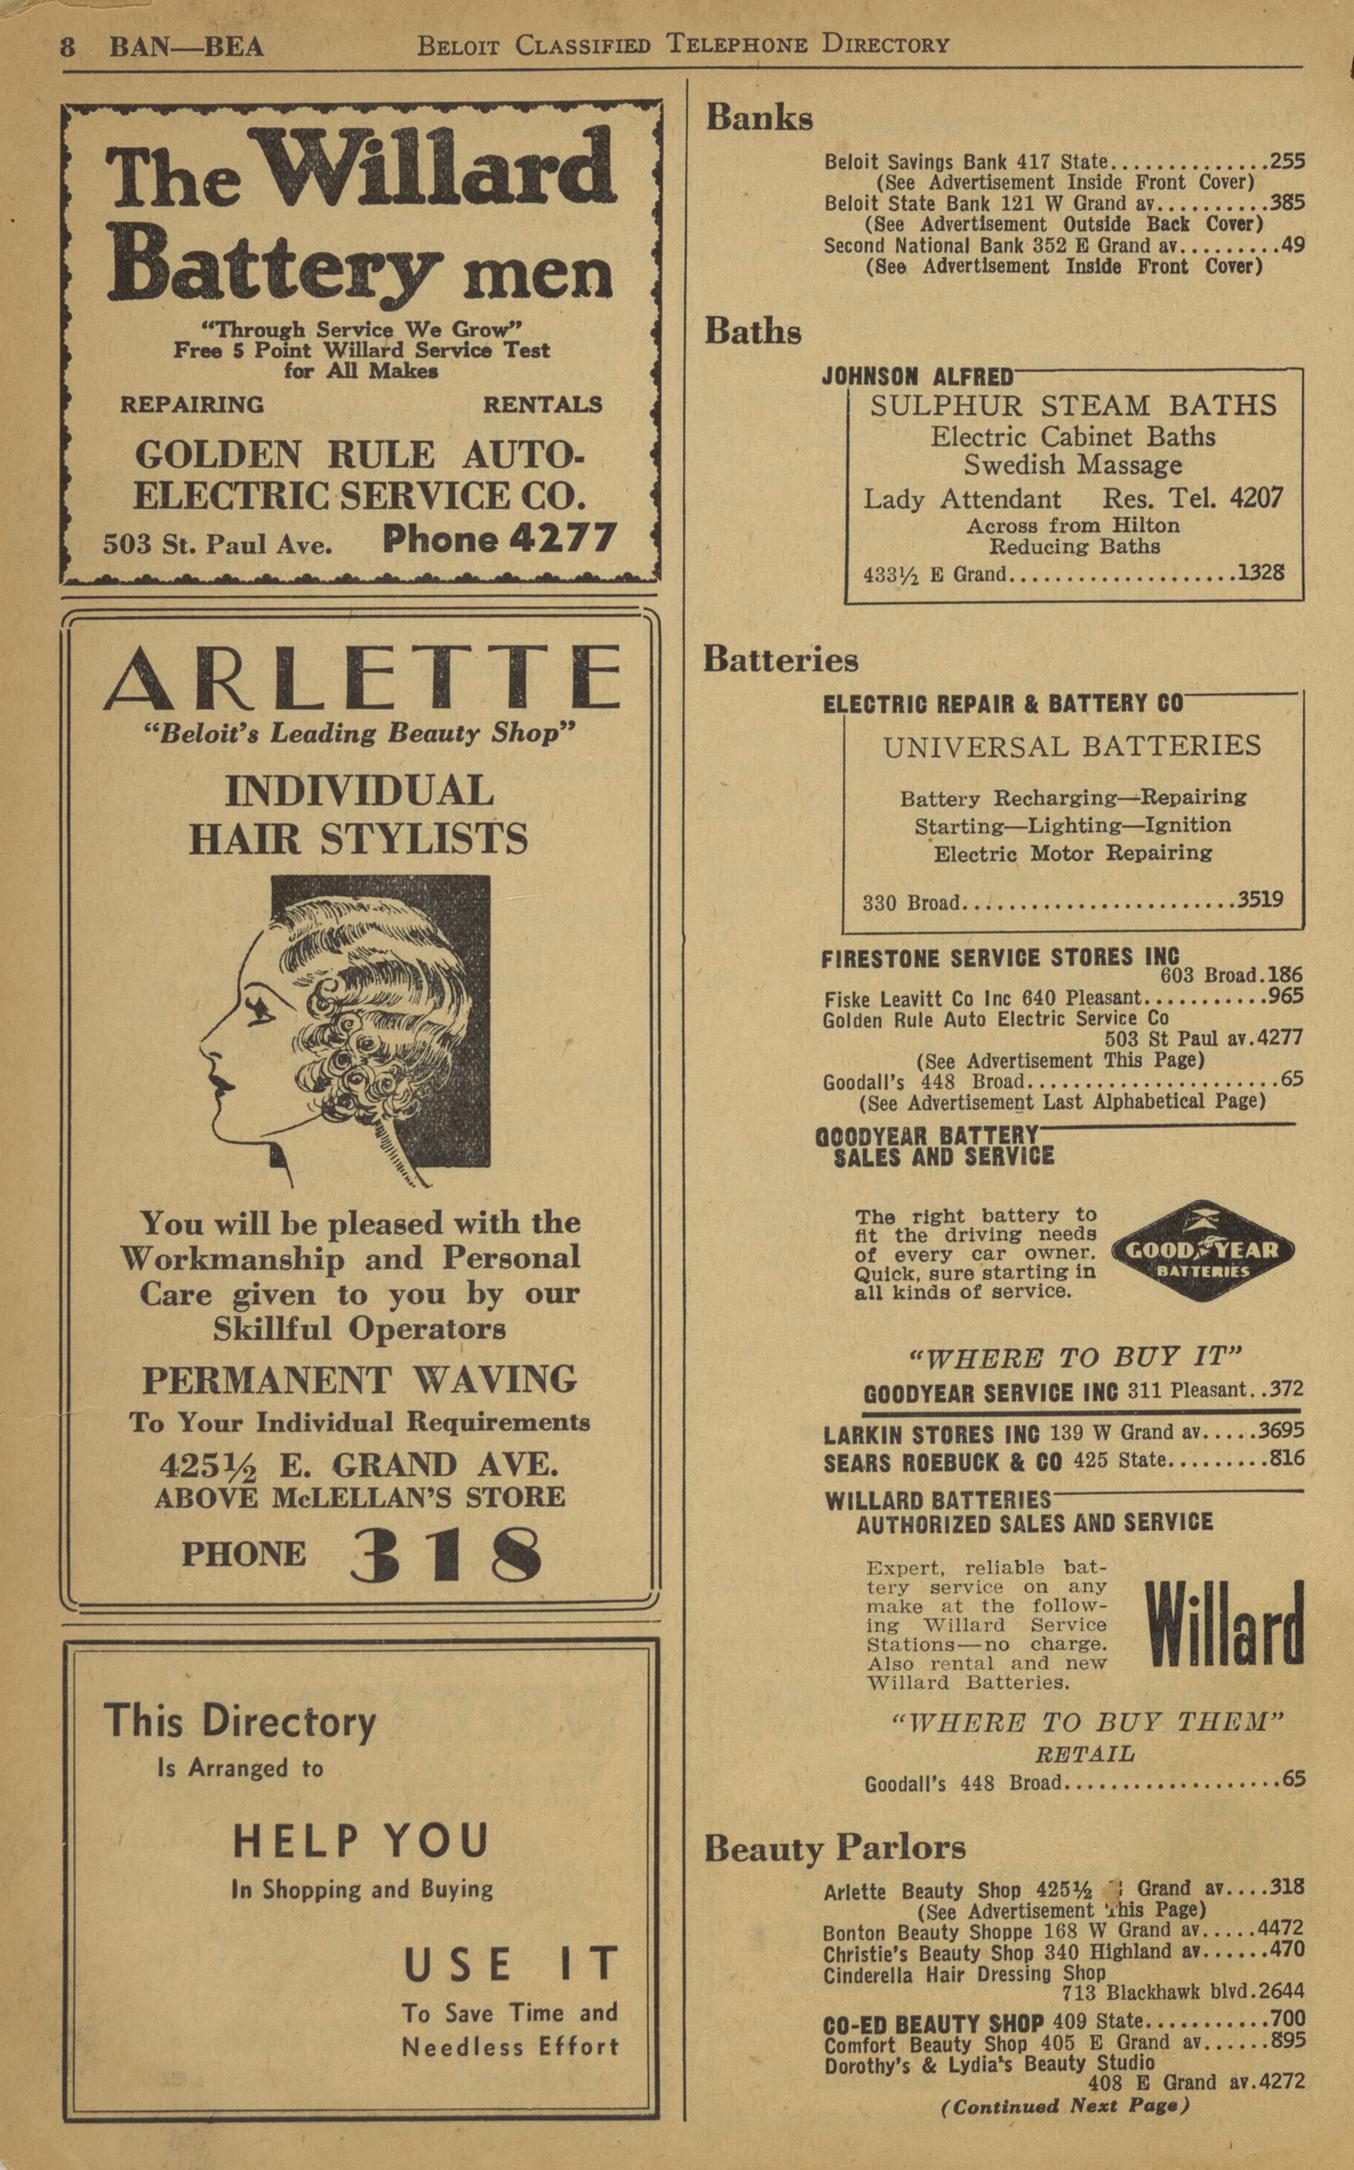 8 BAN—BEA Beloit Classified Telephone Directory
The Willard
Battery men
"Through Service We Grow"
Free 5 Point Willard Service Test
for All Makes
REPAIRING RENTALS
GOLDEN RULE AUTO-
ELECTRIC SERVICE CO.
503 St. Paul Ave. Phone 4277
ARLETTE
"Beloit's Leading Beauty Shop"
INDIVIDUAL
HAIR STYLISTS
You will be pleased with the
Workmanship and Personal
Care given to you by our
Skillful Operators
PERMANENT WAVING
To Your Individual Requirements
425½ E. GRAND AVE.
ABOVE McLELLAN'S STORE
PHONE 318
This Directory
Is Arranged to
HELP YOU
In Shopping and Buying
USE IT
To Save Time and
Needless Effort
Banks
Beloit Savings Bank 417 State..............255
(See Advertisement Inside Front Cover)
Beloit State Bank 121 W Grand av..........385
(See Advertisement Outside Back Cover)
Second National Bank 352 E Grand av.........49
(See Advertisement Inside Front Cover)
Baths
JOHNSON ALFRED
SULPHUR STEAM BATHS
Electric Cabinet Baths
Swedish Massage
Lady Attendant Res. Tel. 4207
Across from Hilton
Reducing Baths
433½ E Grand....................1328
Batteries
ELECTRIC REPAIR & BATTERY CO
UNIVERSAL BATTERIES
Battery Recharging—Repairing
Starting—Lighting—Ignition
Electric Motor Repairing
330 Broad........................3519
FIRESTONE SERVICE STORES INC
603 Broad.186
Fiske Leavitt Co Inc 640 Pleasant...........965
Golden Rule Auto Electric Service Co
503 St Paul av.4277
(See Advertisement This Page)
Goodall's 448 Broad......................65
(See Advertisement Last Alphabetical Page)
GOODYEAR BATTERY
SALES AND SERVICE
The right battery to
fit the driving needs
of every car owner.
Quick, sure starting in
all kinds of service.
GOODYEAR
BATTERIES
"WHERE TO BUY IT"
GOODYEAR SERVICE INC 311 Pleasant..372
LARKIN STORES INC 139 W Grand av.....3695
SEARS ROEBUCK & CO 425 State.........816
WILLARD BATTERIES
AUTHORIZED SALES AND SERVICE
Expert, reliable bat-
tery service on any
make at the follow-
ing Willard Service
Stations—no charge.
Also rental and new
Willard Batteries.
Willard
"WHERE TO BUY THEM"
RETAIL
Goodall's 448 Broad...................65
Beauty Parlors
Arlette Beauty Shop 425½ Grand av....318
(See Advertisement This Page)
Bonton Beauty Shoppe 168 W Grand av.....4472
Christie's Beauty Shop 340 Highland av......470
Cinderella Hair Dressing Shop
713 Blackhawk blvd.2644
CO-ED BEAUTY SHOP 409 State...........700
Comfort Beauty Shop 405 E Grand av......895
Dorothy's & Lydia's Beauty Studio
408 E Grand av.4272
(Continued Next Page)